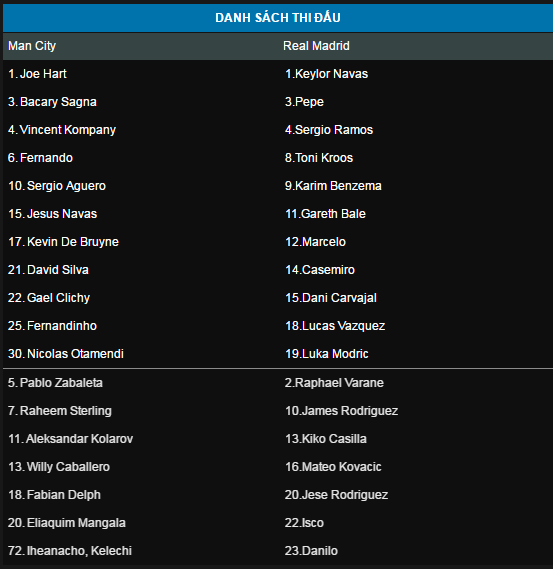 DANH SÁCH THI ĐẤU
Man City Real Madrid
1. Joe Hart 1.Keylor Navas
3. Bacary Sagna 3.Pepe
4. Vincent Kompany 4.Sergio Ramos
6. Fernando 8.Toni Kroos
10. Sergio Aguero 9.Karim Benzema
15. Jesus Navas 11.Gareth Bale
17. Kevin De Bruyne 12.Marcelo
21. David Silva 14.Casemiro
22. Gael Clichy 15.Dani Carvajal
25. Fernandinho 18.Lucas Vazquez
30. Nicolas Otamendi 19.Luka Modric
5. Pablo Zabaleta 2.Raphael Varane
7. Raheem Sterling 10.James Rodriguez
11. Aleksandar Kolarov 13.Kiko Casilla
13. Willy Caballero 16.Mateo Kovacic
18. Fabian Delph 20.Jese Rodriguez
20. Eliaquim Mangala 22.Isco
72. Iheanacho, Kelechi 23.Danilo